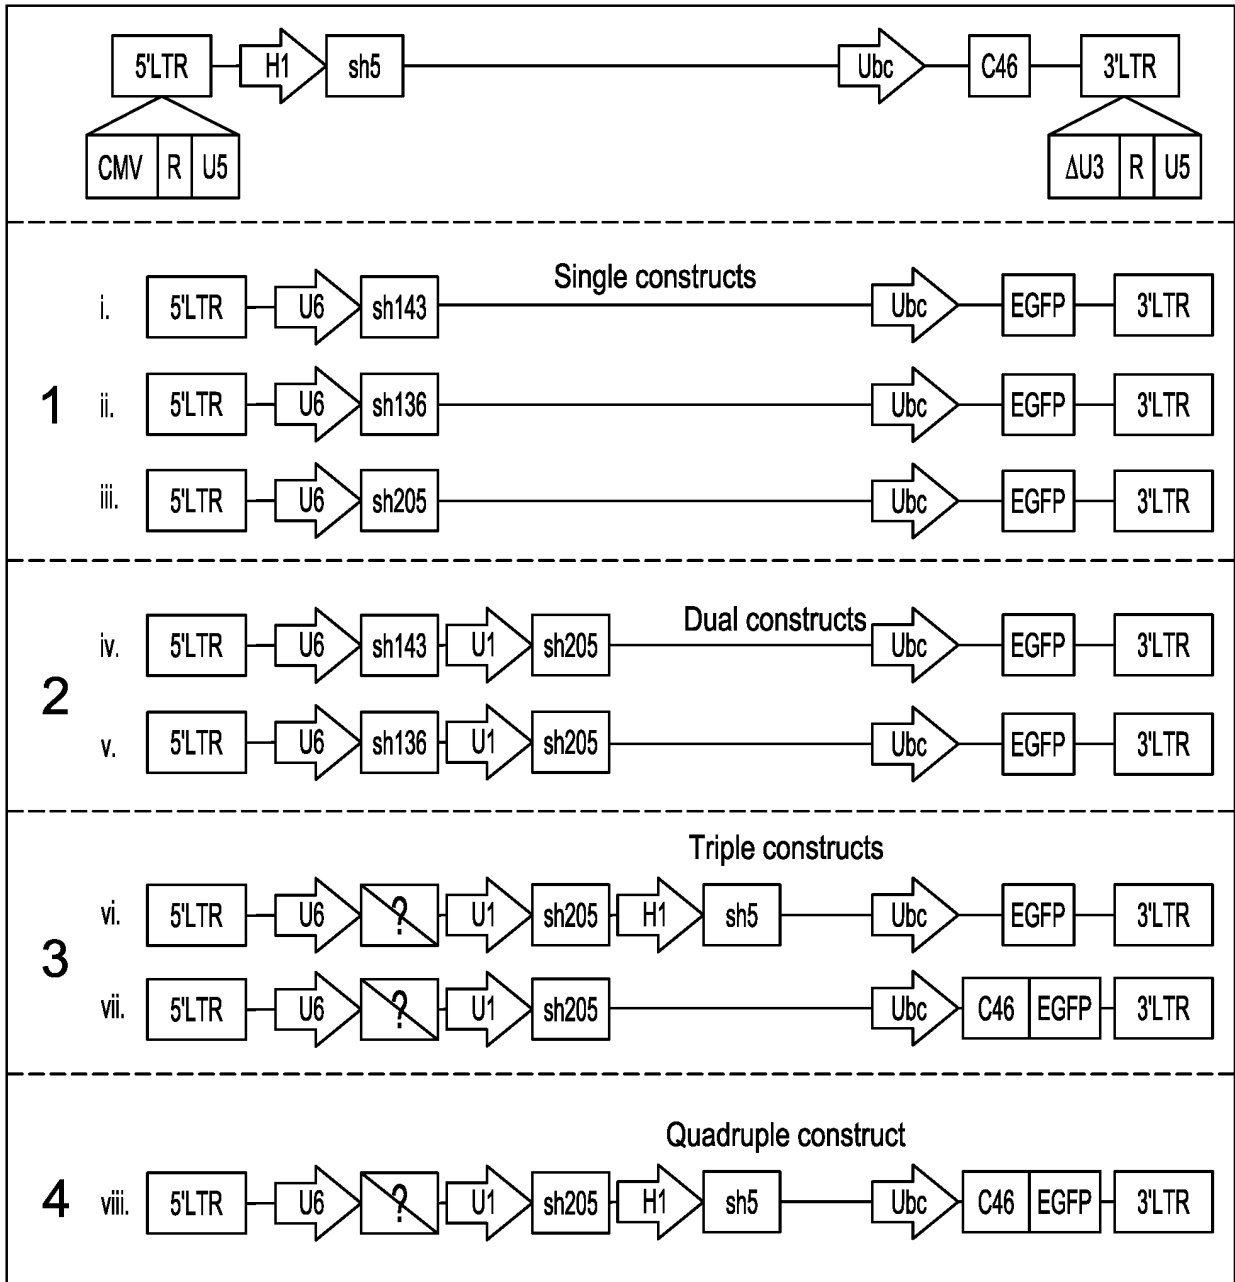 5'LTR H1 sh5 Ubc C46 3'LTR
CMV R U5 ΔU3 R U5
Single constructs
i. 5'LTR U6 sh143 Ubc EGFP 3'LTR
1 ii. 5'LTR U6 sh136 Ubc EGFP 3'LTR
iii. 5'LTR U6 sh205 Ubc EGFP 3'LTR
Dual constructs
iv. 5'LTR U6 sh143 U1 sh205 Ubc EGFP 3'LTR
2
v. 5'LTR U6 sh136 U1 sh205 Ubc EGFP 3'LTR
Triple constructs
vi. 5'LTR U6 ? U1 sh205 H1 sh5 Ubc EGFP 3'LTR
3
vii. 5'LTR U6 ? U1 sh205 Ubc C46 EGFP 3'LTR
Quadruple construct
4 viii. 5'LTR U6 ? U1 sh205 H1 sh5 Ubc C46 EGFP 3'LTR